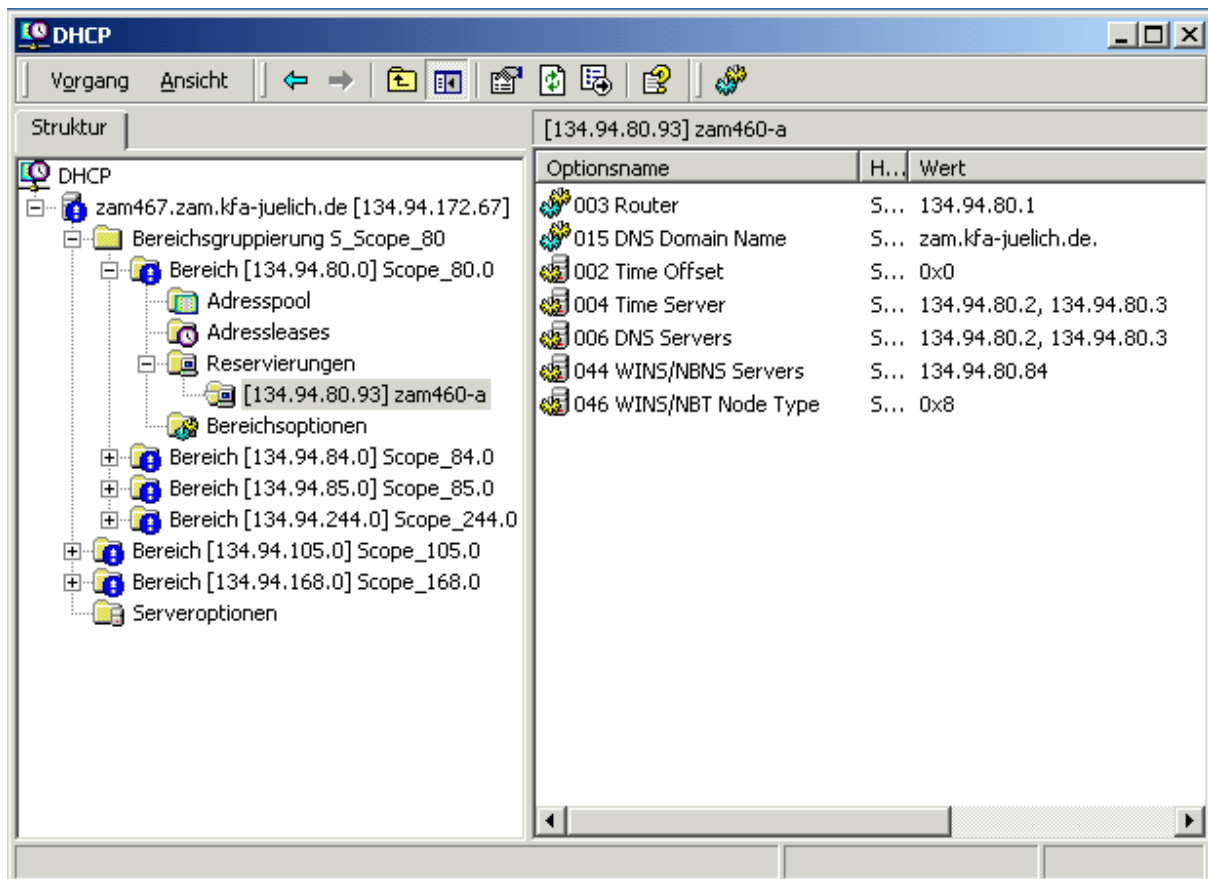 DHCP
Vorgang Ansicht
Struktur
[134.94.80.93] zam460-a
DHCP
zam467.zam.kfa-juelich.de [134.94.172.67]
Bereichsgruppierung S_Scope_80
Bereich [134.94.80.0] Scope_80.0
Adresspool
Adressleases
Reservierungen
[134.94.80.93] zam460-a
Bereichsoptionen
Bereich [134.94.84.0] Scope_84.0
Bereich [134.94.85.0] Scope_85.0
Bereich [134.94.244.0] Scope_244.0
Bereich [134.94.105.0] Scope_105.0
Bereich [134.94.168.0] Scope_168.0
Serveroptionen
Optionsname H... Wert
003 Router S... 134.94.80.1
015 DNS Domain Name S... zam.kfa-juelich.de.
002 Time Offset S... 0x0
004 Time Server S... 134.94.80.2, 134.94.80.3
006 DNS Servers S... 134.94.80.2, 134.94.80.3
044 WINS/NBNS Servers S... 134.94.80.84
046 WINS/NBT Node Type S... 0x8